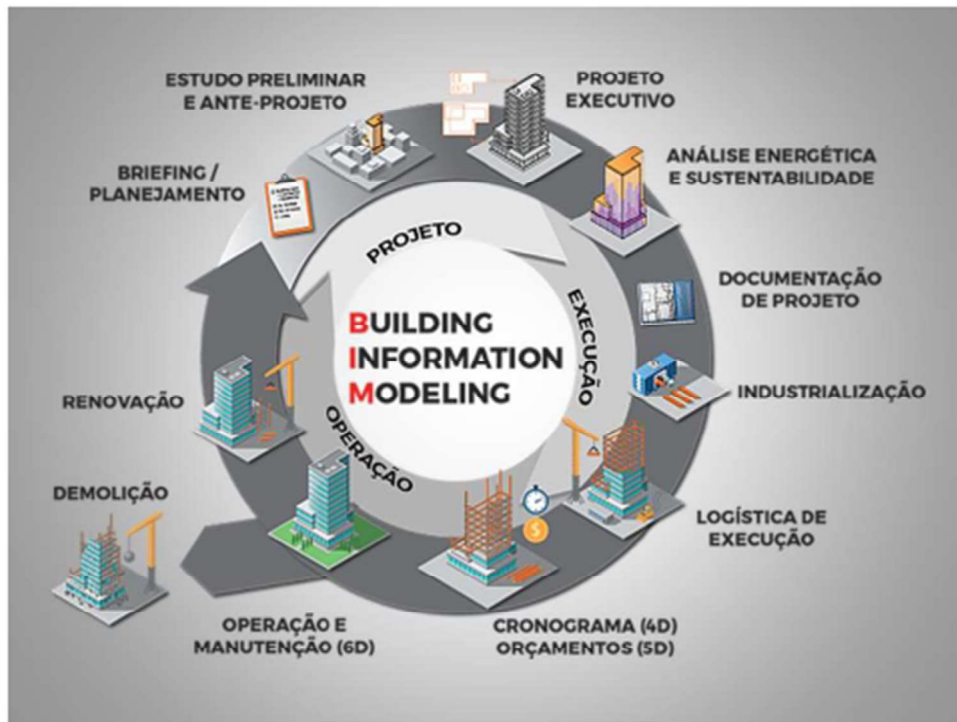 ESTUDO PRELIMINAR
E ANTE-PROJETO
PROJETO
EXECUTIVO
BRIEFING /
PLANEJAMENTO
ANÁLISE ENERGÉTICA
E SUSTENTABILIDADE
PROJETO
DOCUMENTAÇÃO
DE PROJETO
BUILDING
INFORMATION
MODELING
EXECUÇÃO
INDUSTRIALIZAÇÃO
RENOVAÇÃO
OPERAÇÃO
DEMOLIÇÃO
LOGÍSTICA DE
EXECUÇÃO
OPERAÇÃO E
MANUTENÇÃO (6D)
CRONOGRAMA (4D)
ORÇAMENTOS (5D)
$